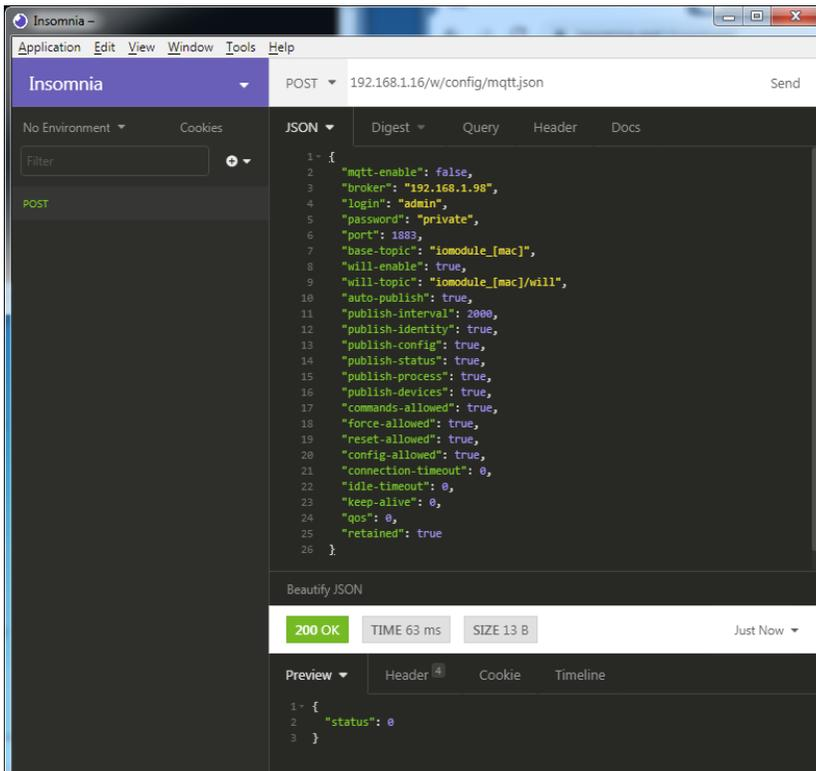 Insomnia –
Application Edit View Window Tools Help
Insomnia
POST 192.168.1.16/w/config/mqtt.json Send
No Environment Cookies
JSON Digest Query Header Docs
Filter
POST
1 {
2 "mqtt-enable": false,
3 "broker": "192.168.1.98",
4 "login": "admin",
5 "password": "private",
6 "port": 1883,
7 "base-topic": "iomodule_[mac]",
8 "will-enable": true,
9 "will-topic": "iomodule_[mac]/will",
10 "auto-publish": true,
11 "publish-interval": 2000,
12 "publish-identity": true,
13 "publish-config": true,
14 "publish-status": true,
15 "publish-process": true,
16 "publish-devices": true,
17 "commands-allowed": true,
18 "force-allowed": true,
19 "reset-allowed": true,
20 "config-allowed": true,
21 "connection-timeout": 0,
22 "idle-timeout": 0,
23 "keep-alive": 0,
24 "qos": 0,
25 "retained": true
26 }
Beautify JSON
200 OK TIME 63 ms SIZE 13 B Just Now
Preview Header 4 Cookie Timeline
1 {
2 "status": 0
3 }